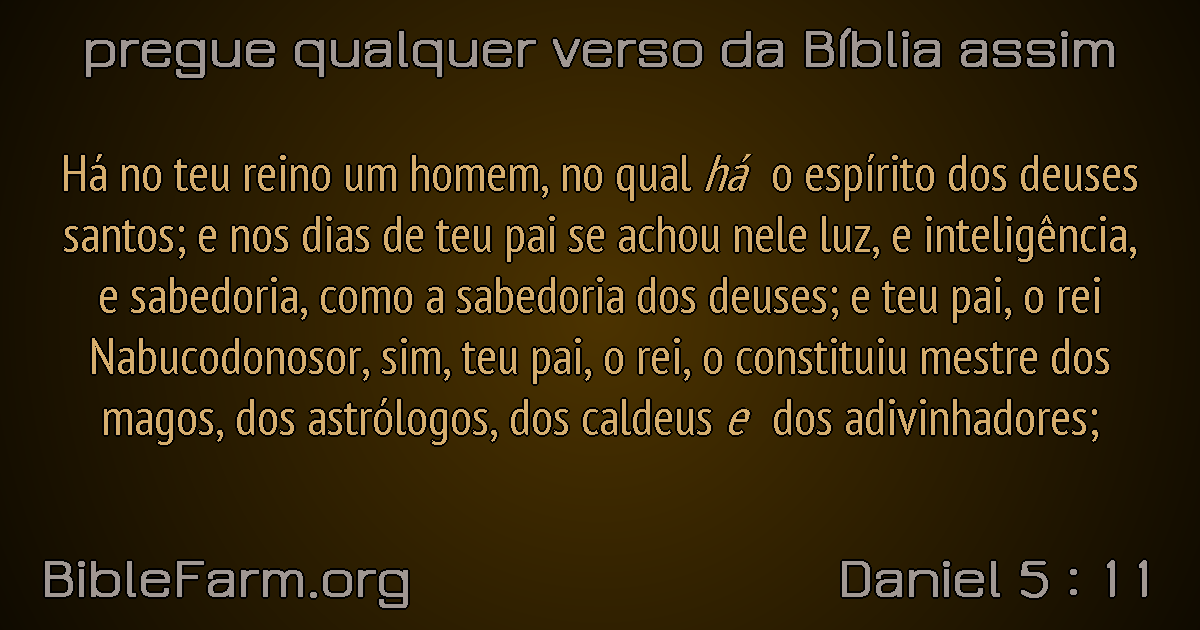 pregue qualquer verso da Bíblia assim
Há no teu reino um homem, no qual há o espírito dos deuses
santos; e nos dias de teu pai se achou nele luz, e inteligência,
e sabedoria, como a sabedoria dos deuses; e teu pai, o rei
Nabucodonosor, sim, teu pai, o rei, o constituiu mestre dos
magos, dos astrólogos, dos caldeus e dos adivinhadores;
BibleFarm.org
Daniel 5 : 11